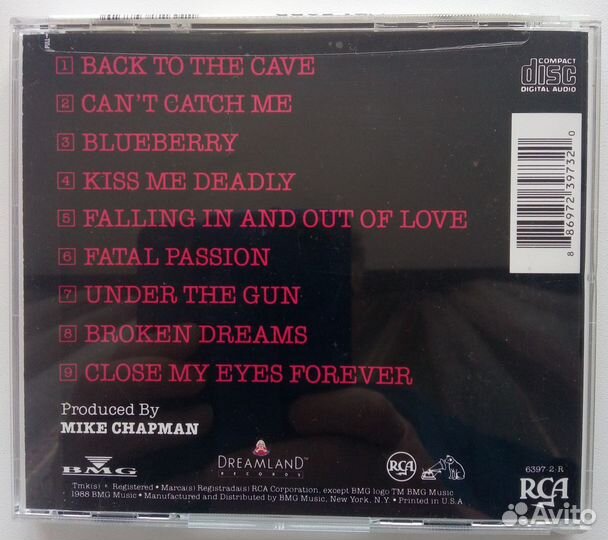 1 BACK TO THE CAVE
2 CAN'T CATCH ME
3 BLUEBERRY
4 KISS ME DEADLY
5 FALLING IN AND OUT OF LOVE
6 FATAL PASSION
7 UNDER THE GUN
8 BROKEN DREAMS
9 CLOSE MY EYES FOREVER
COMPACT
disc
DIGITAL AUDIO
8 86972 39732 0
Produced By
MIKE CHAPMAN
BMG
DREAMLAND™
RECORDS
RCA
6397-2-R
RCA
Tmk(s) ® Registered • Marca(s) Registrada(s) RCA Corporation, except BMG logo TM BMG Music
1988 BMG Music • Manufactured and Distributed by BMG Music, New York, N.Y. • Printed in U.S.A
Avito